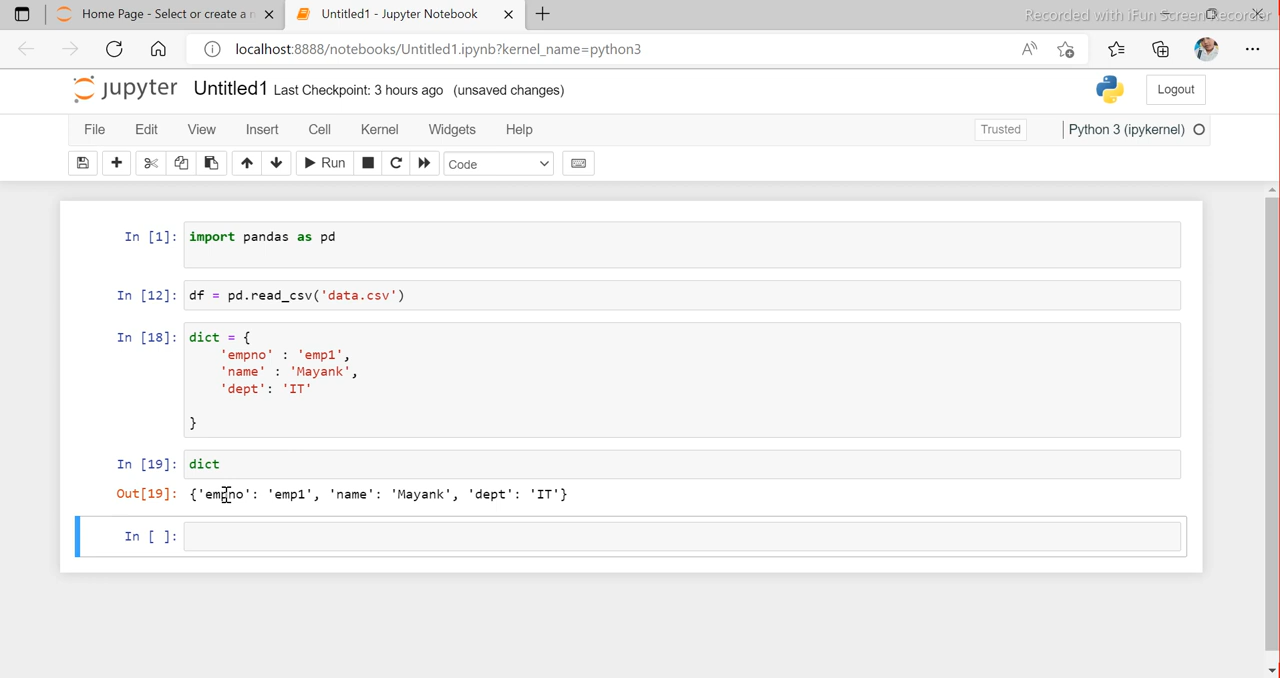 Home Page - Select or create a n
Untitled1 - Jupyter Notebook
Recorded with iFun Screen Recorder
localhost:8888/notebooks/Untitled1.ipynb?kernel_name=python3
jupyter Untitled1 Last Checkpoint: 3 hours ago (unsaved changes)
Logout
File Edit View Insert Cell Kernel Widgets Help
Trusted
Python 3 (ipykernel)
Run
Code
In [1]: import pandas as pd
In [12]: df = pd.read_csv('data.csv')
In [18]: dict = {
'empno' : 'emp1',
'name' : 'Mayank',
'dept': 'IT'
}
In [19]: dict
Out[19]: {'empno': 'emp1', 'name': 'Mayank', 'dept': 'IT'}
In [ ]: